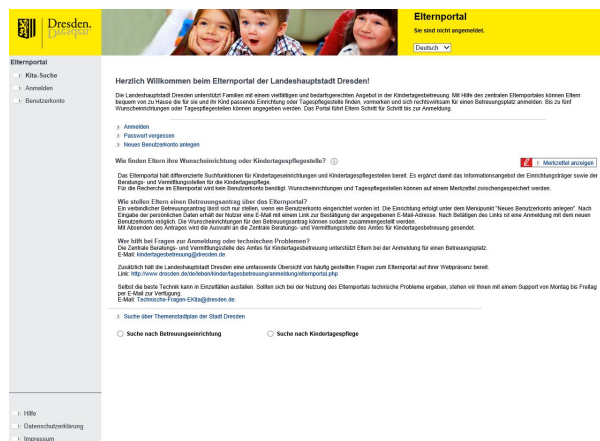 Dresden.
Dresden
Elternportal
Sie sind nicht angemeldet.
Deutsch
Elternportal
Kita-Suche
Anmelden
Benutzerkonto
Herzlich Willkommen beim Elternportal der Landeshauptstadt Dresden!
Die Landeshauptstadt Dresden unterstützt Familien mit einem vielfältigen und bedarfsgerechten Angebot in der Kindertagesbetreuung. Mit Hilfe des zentralen Elternportales können Eltern
bequem von zu Hause die für sie und ihr Kind passende Einrichtung oder Tagespflegestelle finden, vormerken und sich rechtswirksam für einen Betreuungsplatz anmelden. Bis zu fünf
Wunscheinrichtungen oder Tagespflegestellen können angegeben werden. Das Portal führt Eltern Schritt für Schritt bis zur Anmeldung.
Anmelden
Passwort vergessen
Neues Benutzerkonto anlegen
Wie finden Eltern ihre Wunscheinrichtung oder Kindertagespflegestelle?
Merkzettel anzeigen
Das Elternportal hält differenzierte Suchfunktionen für Kindertageseinrichtungen und Kindertagespflegestellen bereit. Es ergänzt damit das Informationsangebot der Einrichtungsträger sowie der
Beratungs- und Vermittlungsstellen für die Kindertagespflege.
Für die Recherche im Elternportal wird kein Benutzerkonto benötigt. Wunscheinrichtungen und Tagespflegestellen können auf einem Merkzettel zwischengespeichert werden.
Wie stellen Eltern einen Betreuungsantrag über das Elternportal?
Ein verbindlicher Betreuungsantrag lässt sich nur stellen, wenn ein Benutzerkonto eingerichtet worden ist. Die Einrichtung erfolgt unter dem Menüpunkt "Neues Benutzerkonto anlegen". Nach
Eingabe der persönlichen Daten erhält der Nutzer eine E-Mail mit einem Link zur Bestätigung der angegebenen E-Mail-Adresse. Nach Betätigen des Links ist eine Anmeldung mit dem neuen
Benutzerkonto möglich. Die Wunscheinrichtungen für den Betreuungsantrag können sodann zusammengestellt werden.
Mit Absenden des Antrages wird die Auswahl an die Zentrale Beratungs- und Vermittlungsstelle des Amtes für Kindertagesbetreuung gesendet.
Wer hilft bei Fragen zur Anmeldung oder technischen Problemen?
Die Zentrale Beratungs- und Vermittlungsstelle des Amtes für Kindertagesbetreuung unterstützt Eltern bei der Anmeldung für einen Betreuungsplatz.
E-Mail: kindertagesbetreuung@dresden.de
Zusätzlich hält die Landeshauptstadt Dresden eine umfassende Übersicht von häufig gestellten Fragen zum Elternportal auf ihrer Webpräsenz bereit.
Link: http://www.dresden.de/de/leben/kinder/tagesbetreuung/anmeldung/elternportal.php
Selbst die beste Technik kann in Einzelfällen ausfallen. Sollten sich bei der Nutzung des Elternportals technische Probleme ergeben, stehen wir Ihnen mit einem Support von Montag bis Freitag
per E-Mail zur Verfügung.
E-Mail: Technische-Fragen-EKita@dresden.de.
Suche über Themenstadtplan der Stadt Dresden
Suche nach Betreuungseinrichtung
Suche nach Kindertagespflege
Hilfe
Datenschutzerklärung
Impressum